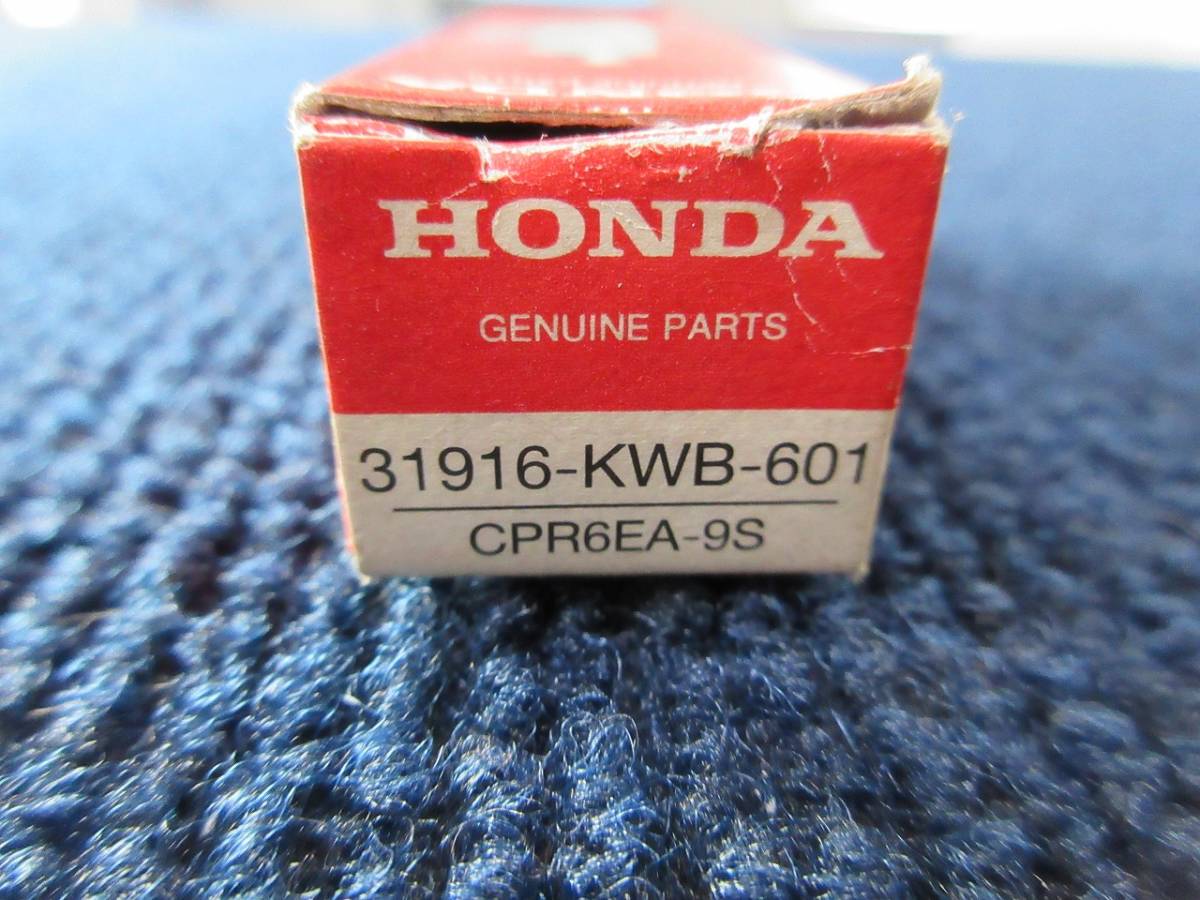 HONDA
GENUINE PARTS
31916-KWB-601
CPR6EA-9S